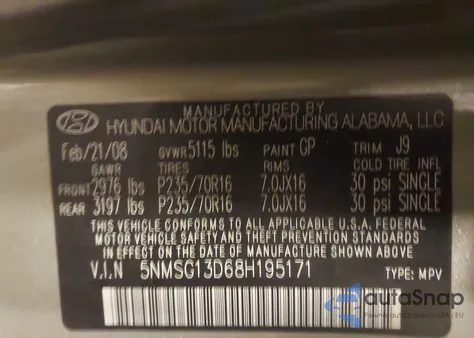 MANUFACTURED BY
HYUNDAI MOTOR MANUFACTURING ALABAMA, LLC
Feb/21/08 GVWR 5115 lbs PAINT GP TRIM J9
GAWR TIRES RIMS COLD TIRE INFL.
FRONT 2976 lbs P235/70R16 7.0JX16 30 psi SINGLE
REAR 3197 lbs P235/70R16 7.0JX16 30 psi SINGLE
THIS VEHICLE CONFORMS TO ALL APPLICABLE U.S.A. FEDERAL
MOTOR VEHICLE SAFETY AND THEFT PREVENTION STANDARDS
IN EFFECT ON THE DATE OF MANUFACTURE SHOWN ABOVE.
V.I.N 5NMSG13D68H195171 TYPE: MPV
autoSnap